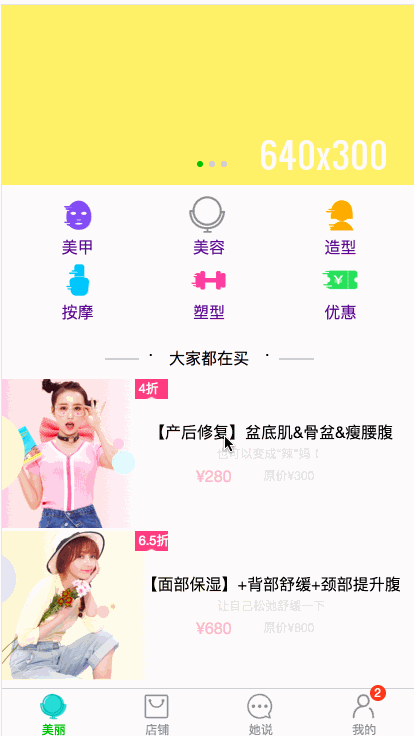 640x300
美甲 美容 造型
按摩 塑型 优惠
· 大家都在买 ·
4折
【产后修复】盆底肌&骨盆&瘦腰腹
也可以变成"辣"妈！
¥280 原价¥300
6.5折
【面部保湿】+背部舒缓+颈部提升腹
让自己松弛舒缓一下
¥680 原价¥800
2
美丽 店铺 她说 我的